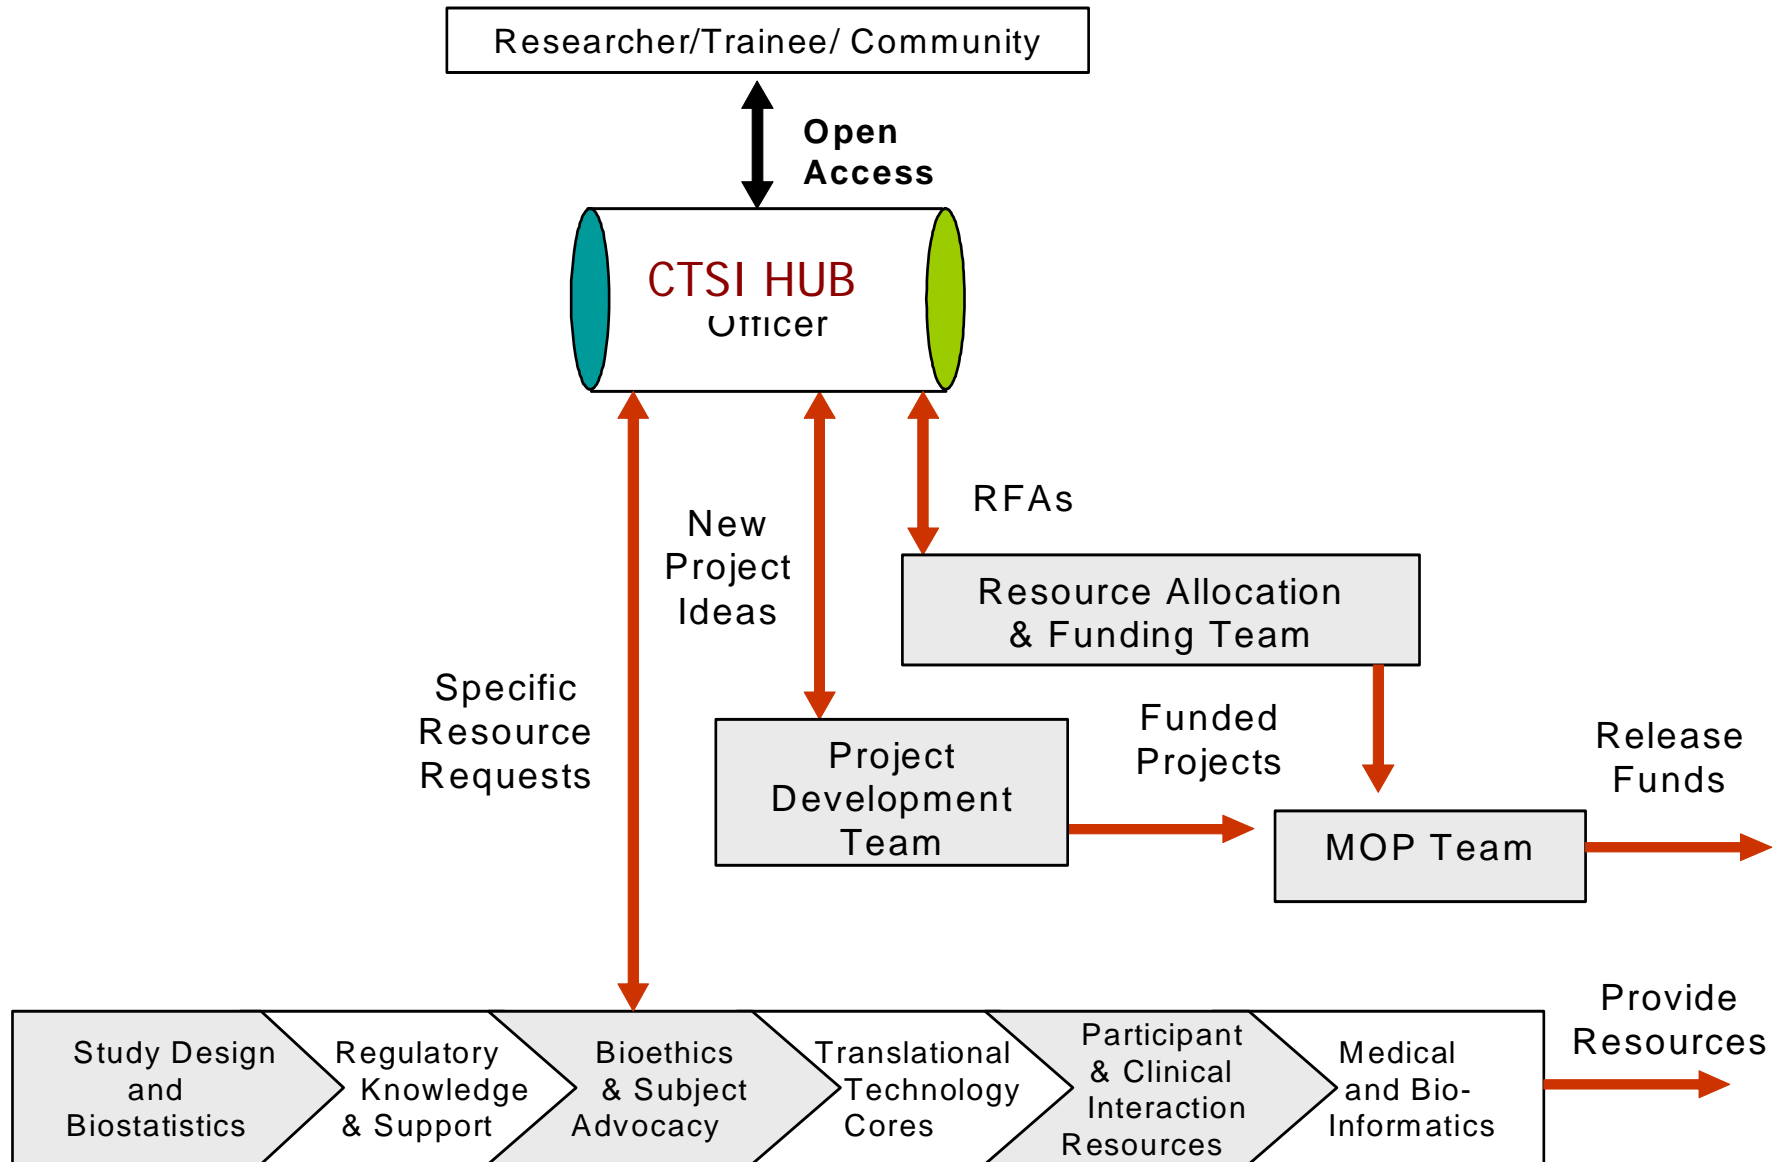 Researcher/Trainee/ Community
Open
Access
CTSI HUB
Officer
RFAs
New
Project
Ideas
Resource Allocation
& Funding Team
Specific
Resource
Requests
Funded
Projects
Release
Funds
Project
Development
Team
MOP Team
Provide
Resources
Study Design
and
Biostatistics
Regulatory
Knowledge
& Support
Bioethics
& Subject
Advocacy
Translational
Technology
Cores
Participant
& Clinical
Interaction
Resources
Medical
and Bio-
Informatics